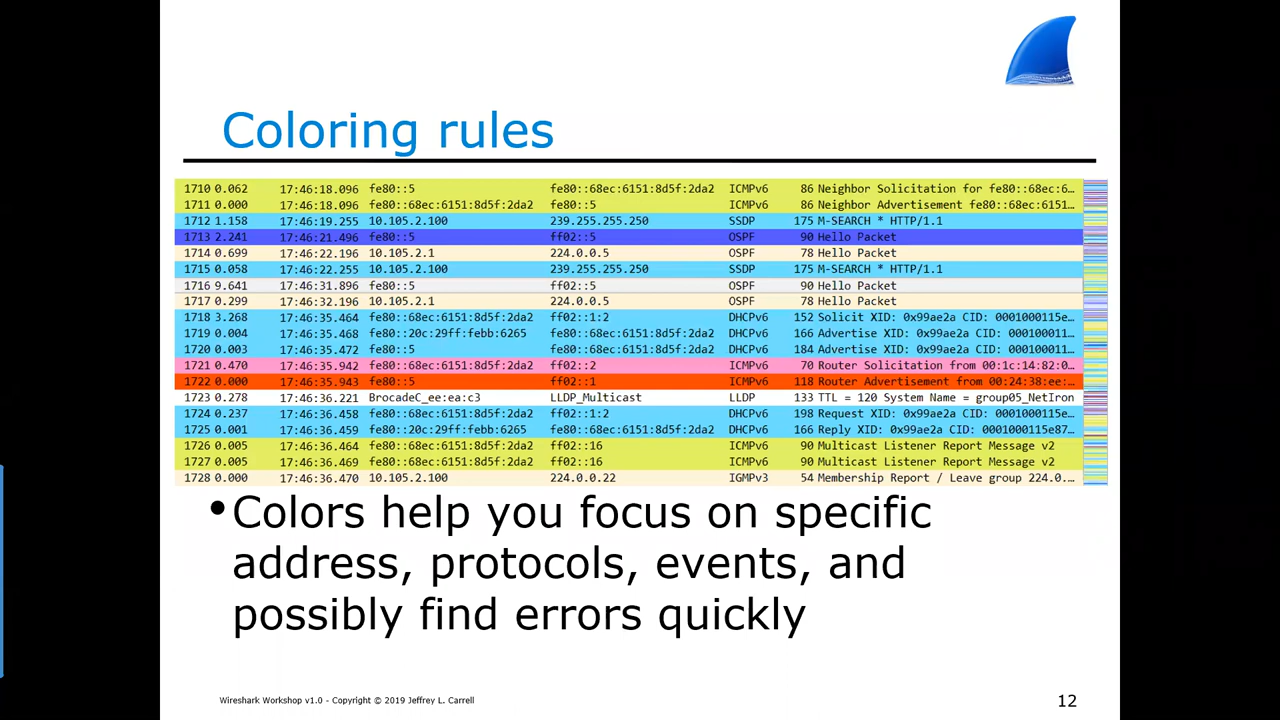 Coloring rules
1710 0.062 17:46:18.096 fe80::5 fe80::68ec:6151:8d5f:2da2 ICMPv6 86 Neighbor Solicitation for fe80::68ec:6…
1711 0.000 17:46:18.096 fe80::68ec:6151:8d5f:2da2 fe80::5 ICMPv6 86 Neighbor Advertisement fe80::68ec:6151…
1712 1.158 17:46:19.255 10.105.2.100 239.255.255.250 SSDP 175 M-SEARCH * HTTP/1.1
1713 2.241 17:46:21.496 fe80::5 ff02::5 OSPF 90 Hello Packet
1714 0.699 17:46:22.196 10.105.2.1 224.0.0.5 OSPF 78 Hello Packet
1715 0.058 17:46:22.255 10.105.2.100 239.255.255.250 SSDP 175 M-SEARCH * HTTP/1.1
1716 9.641 17:46:31.896 fe80::5 ff02::5 OSPF 90 Hello Packet
1717 0.299 17:46:32.196 10.105.2.1 224.0.0.5 OSPF 78 Hello Packet
1718 3.268 17:46:35.464 fe80::68ec:6151:8d5f:2da2 ff02::1:2 DHCPv6 152 Solicit XID: 0x99ae2a CID: 0001000115e…
1719 0.004 17:46:35.468 fe80::20c:29ff:febb:6265 fe80::68ec:6151:8d5f:2da2 DHCPv6 166 Advertise XID: 0x99ae2a CID: 000100011…
1720 0.003 17:46:35.472 fe80::5 fe80::68ec:6151:8d5f:2da2 DHCPv6 184 Advertise XID: 0x99ae2a CID: 000100011…
1721 0.470 17:46:35.942 fe80::68ec:6151:8d5f:2da2 ff02::2 ICMPv6 70 Router Solicitation from 00:1c:14:82:0…
1722 0.000 17:46:35.943 fe80::5 ff02::1 ICMPv6 118 Router Advertisement from 00:24:38:ee:…
1723 0.278 17:46:36.221 BrocadeC_ee:ea:c3 LLDP_Multicast LLDP 133 TTL = 120 System Name = group05_NetIron
1724 0.237 17:46:36.458 fe80::68ec:6151:8d5f:2da2 ff02::1:2 DHCPv6 198 Request XID: 0x99ae2a CID: 0001000115e…
1725 0.001 17:46:36.459 fe80::20c:29ff:febb:6265 fe80::68ec:6151:8d5f:2da2 DHCPv6 166 Reply XID: 0x99ae2a CID: 0001000115e87…
1726 0.005 17:46:36.464 fe80::68ec:6151:8d5f:2da2 ff02::16 ICMPv6 90 Multicast Listener Report Message v2
1727 0.005 17:46:36.469 fe80::68ec:6151:8d5f:2da2 ff02::16 ICMPv6 90 Multicast Listener Report Message v2
1728 0.000 17:46:36.470 10.105.2.100 224.0.0.22 IGMPv3 54 Membership Report / Leave group 224.0.…
•Colors help you focus on specific
address, protocols, events, and
possibly find errors quickly
Wireshark Workshop v1.0 - Copyright © 2019 Jeffrey L. Carrell
12